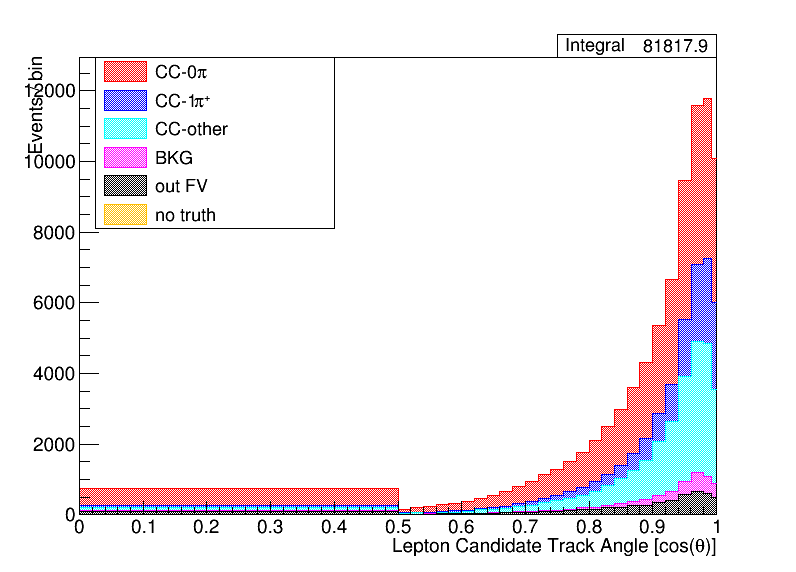 Integral 81817.9
Events/bin
CC-0π
CC-1π⁺
CC-other
BKG
out FV
no truth
12000
10000
8000
6000
4000
2000
0
0 0.1 0.2 0.3 0.4 0.5 0.6 0.7 0.8 0.9 1
Lepton Candidate Track Angle [cos(θ)]